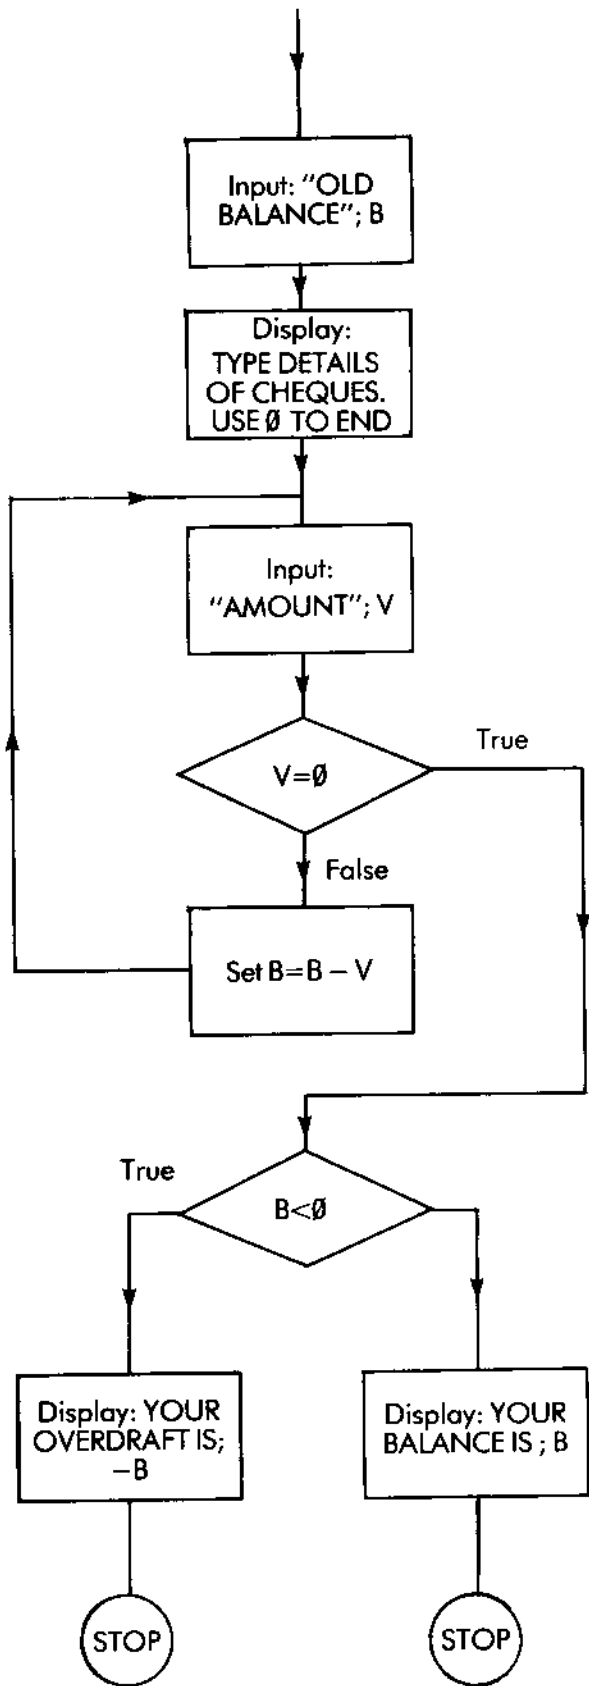 Input: “OLD
BALANCE”; B
Display:
TYPE DETAILS
OF CHEQUES.
USE Ø TO END
Input:
“AMOUNT”; V
V=Ø
True
False
Set B=B – V
True
B<Ø
Display: YOUR
OVERDRAFT IS;
–B
Display: YOUR
BALANCE IS ; B
STOP
STOP